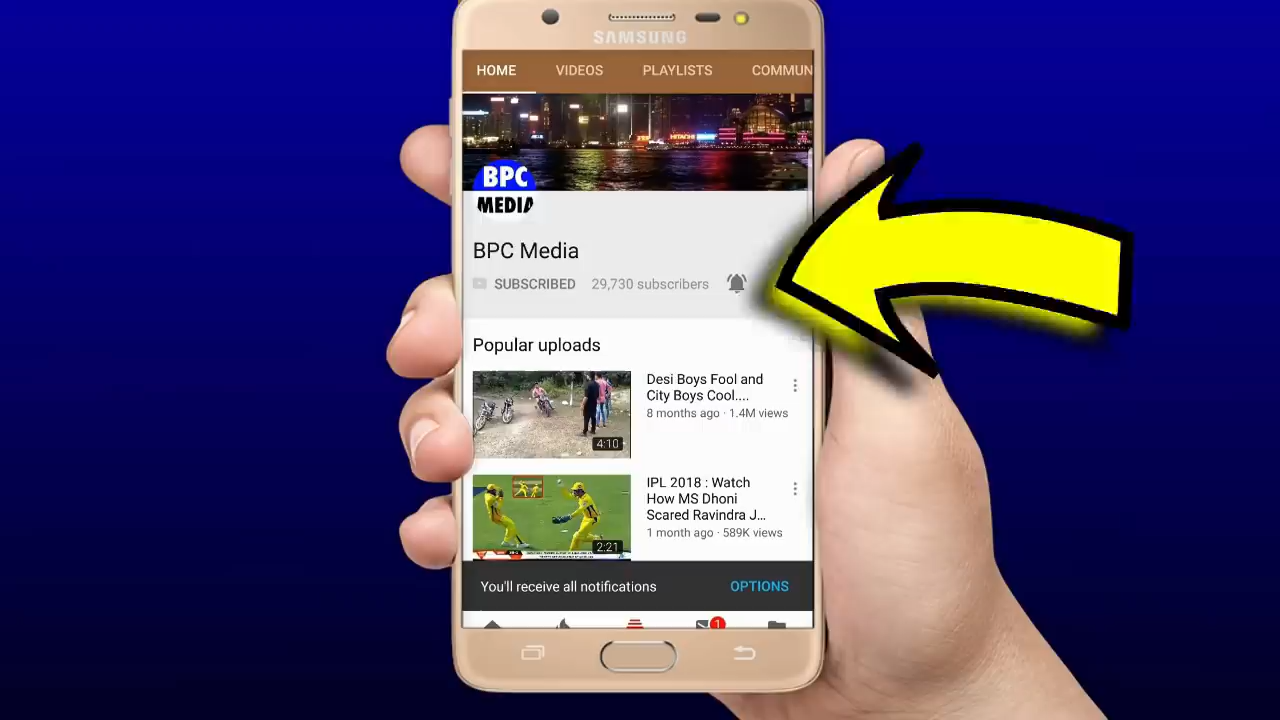 SAMSUNG
HOME VIDEOS PLAYLISTS COMMUN
HITACHI
BPC
MEDIA
BPC Media
SUBSCRIBED 29,730 subscribers
Popular uploads
Desi Boys Fool and
City Boys Cool....
8 months ago · 1.4M views
4:10
IPL 2018 : Watch
How MS Dhoni
Scared Ravindra J...
1 month ago · 589K views
2:21
You'll receive all notifications OPTIONS
1